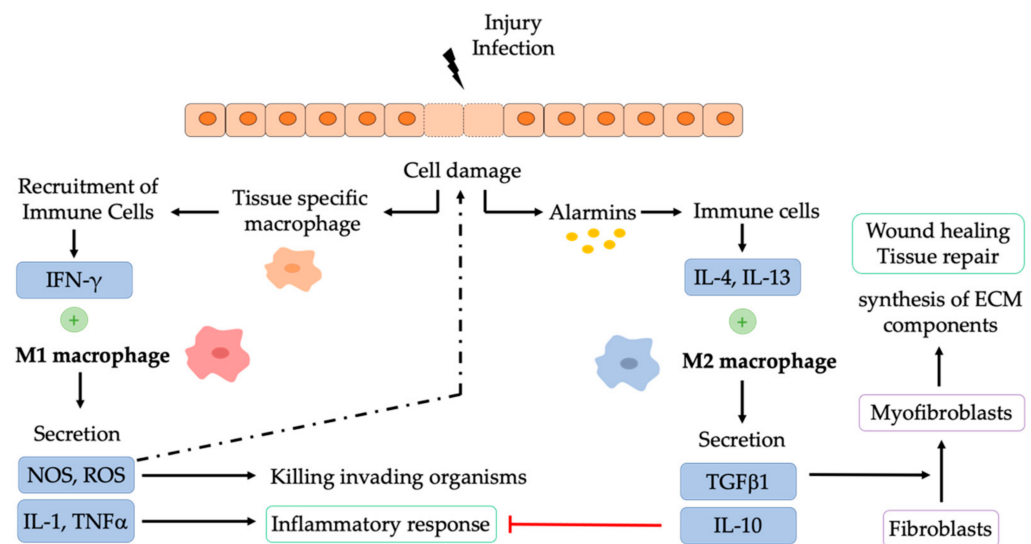 Injury
Infection
Cell damage
Recruitment of
Immune Cells
Tissue specific
macrophage
Alarmins
Immune cells
Wound healing
Tissue repair
IFN-γ
IL-4, IL-13
synthesis of ECM
components
+
+
M1 macrophage
M2 macrophage
Myofibroblasts
Secretion
Secretion
NOS, ROS
Killing invading organisms
TGFβ1
IL-1, TNFα
Inflammatory response
IL-10
Fibroblasts